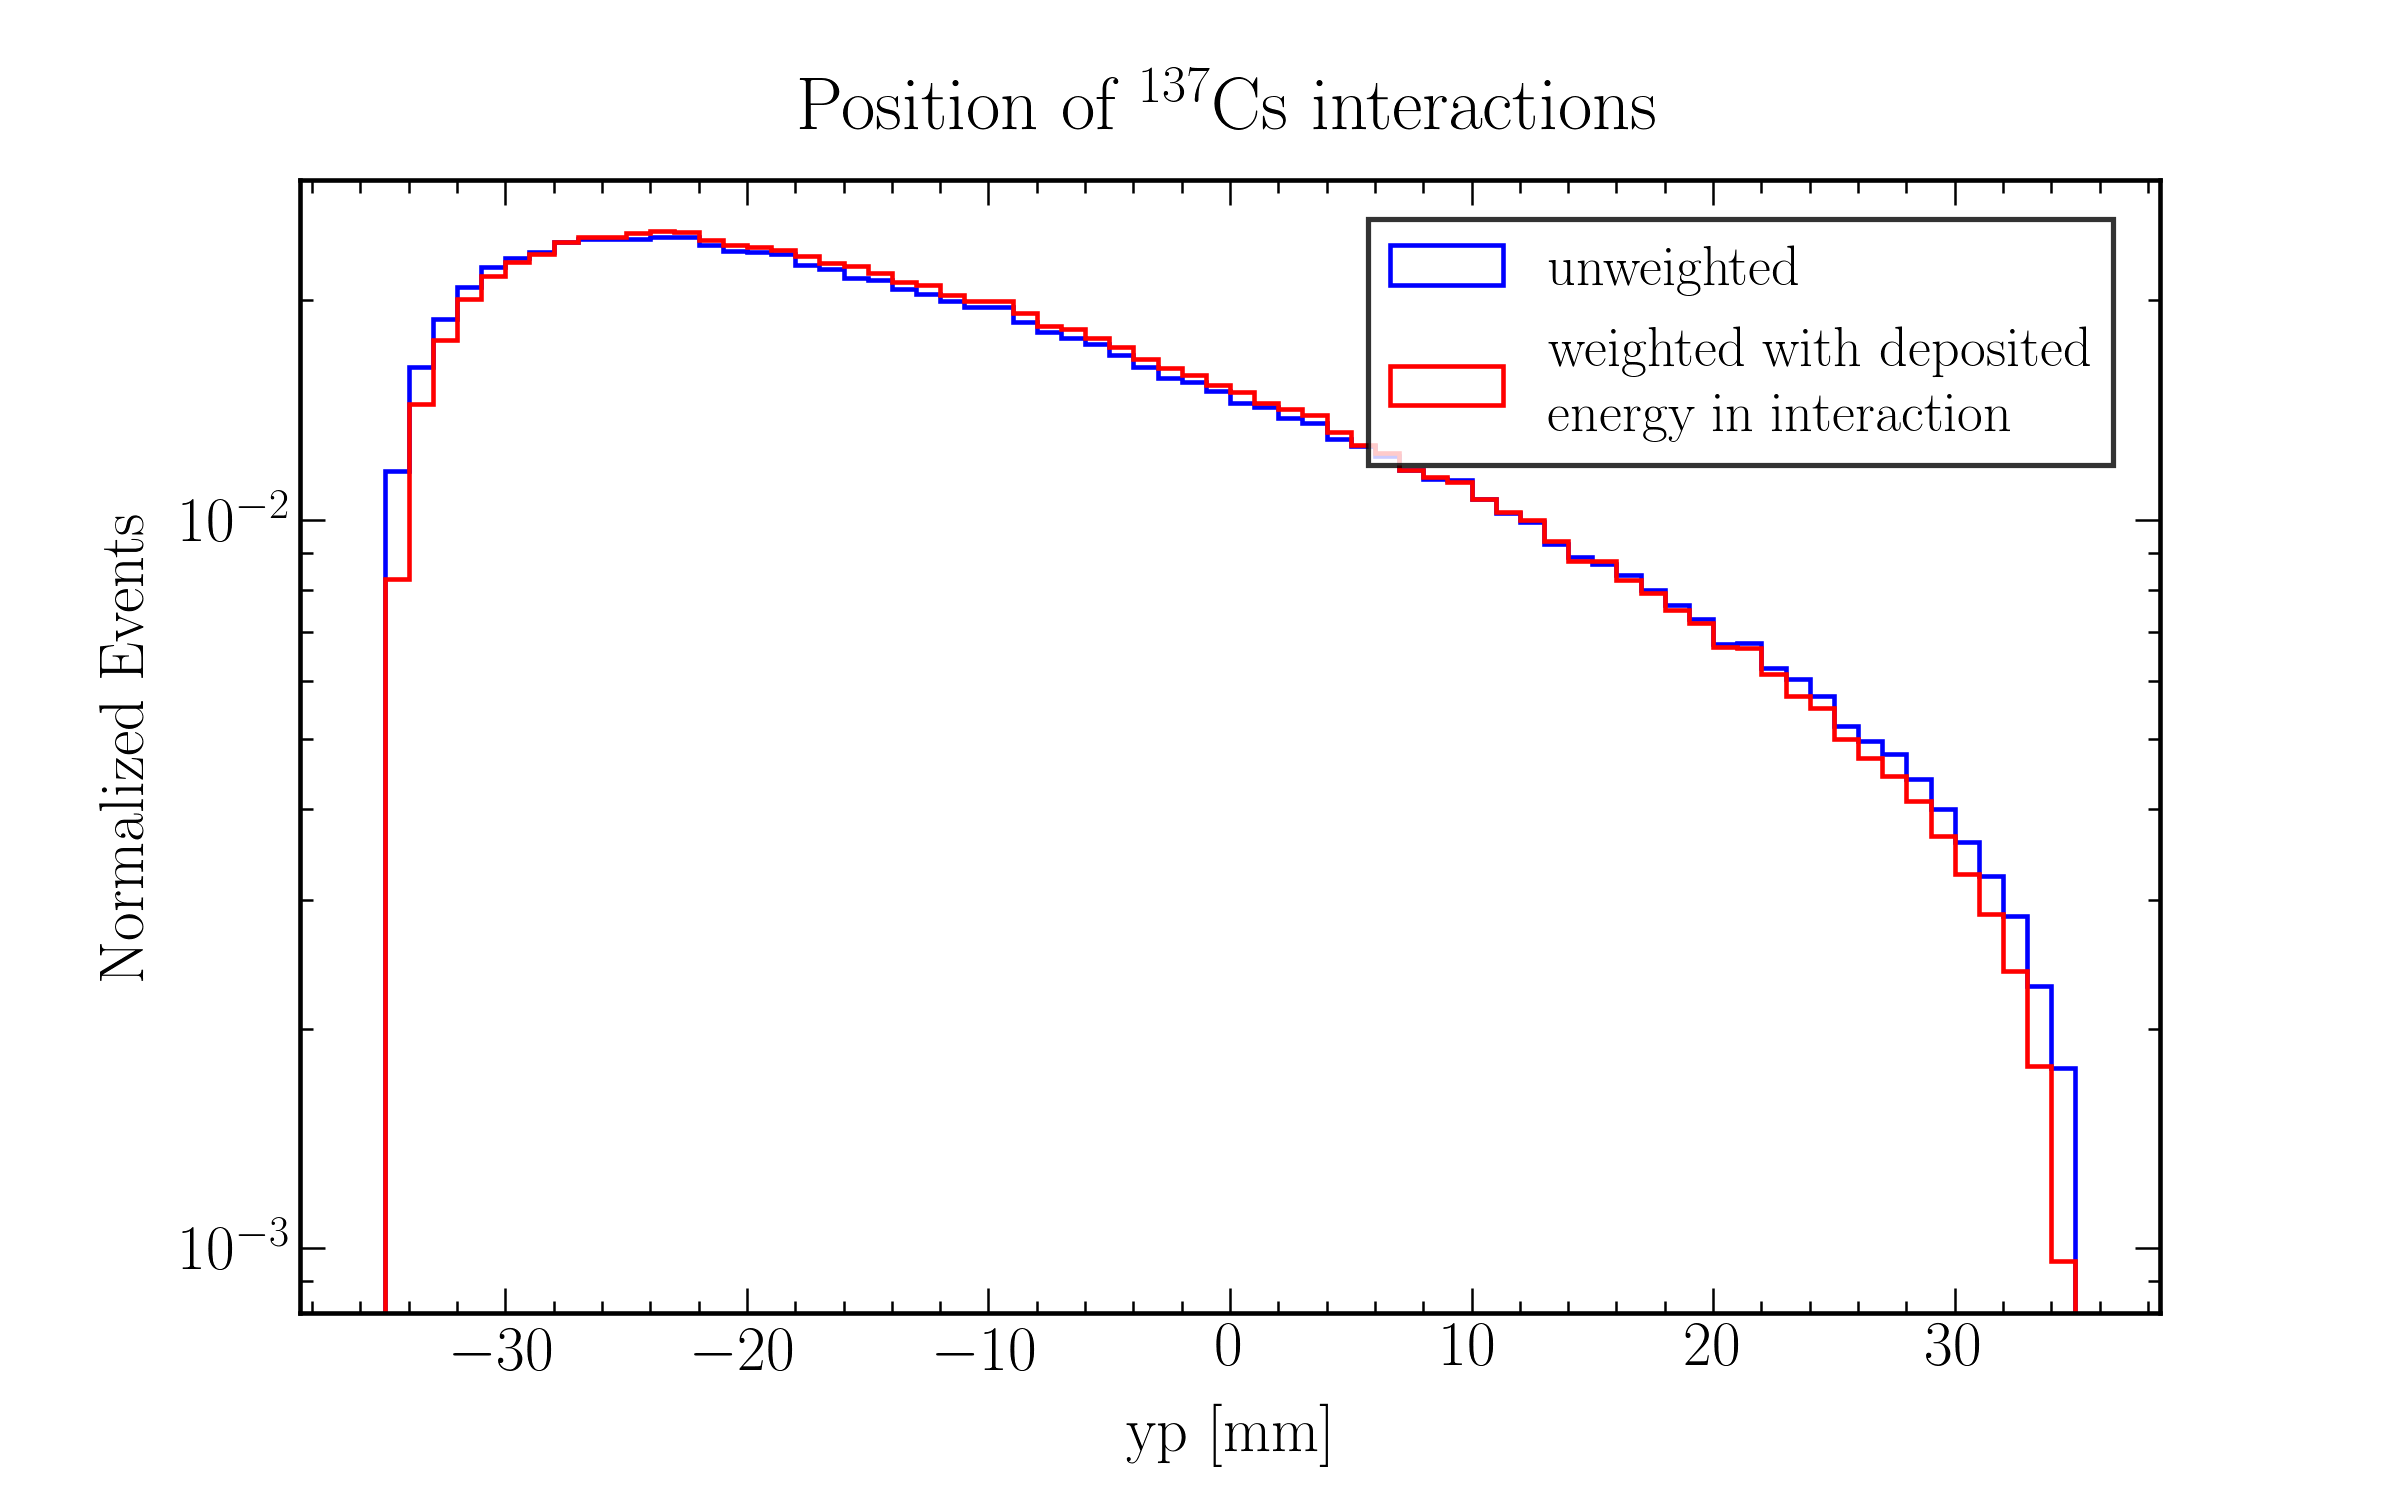 Position of ¹³⁷Cs interactions
unweighted
weighted with deposited
energy in interaction
Normalized Events
10⁻²
10⁻³
−30 −20 −10 0 10 20 30
yp [mm]